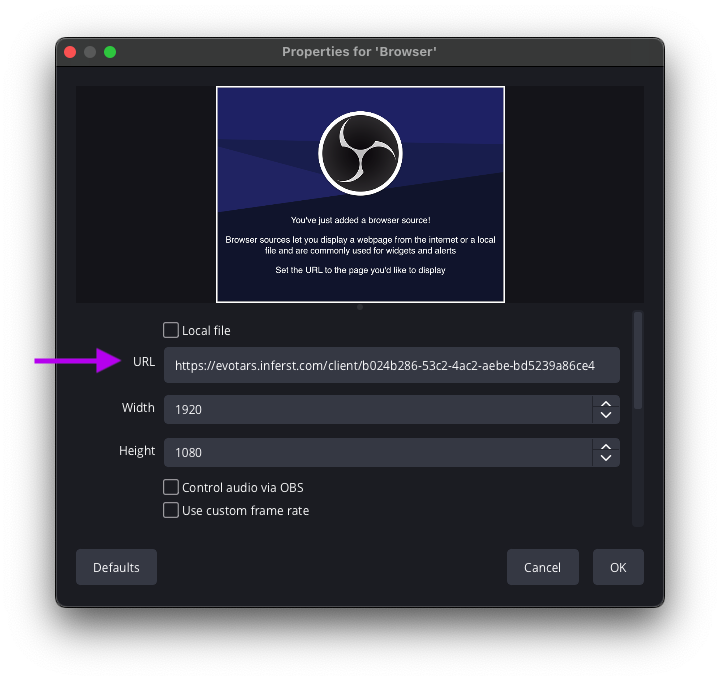 Properties for 'Browser'
You've just added a browser source!
Browser sources let you display a webpage from the internet or a local
file and are commonly used for widgets and alerts
Set the URL to the page you'd like to display
Local file
URL https://evotars.inferst.com/client/b024b286-53c2-4ac2-aebe-bd5239a86ce4
Width 1920
Height 1080
Control audio via OBS
Use custom frame rate
Defaults Cancel OK